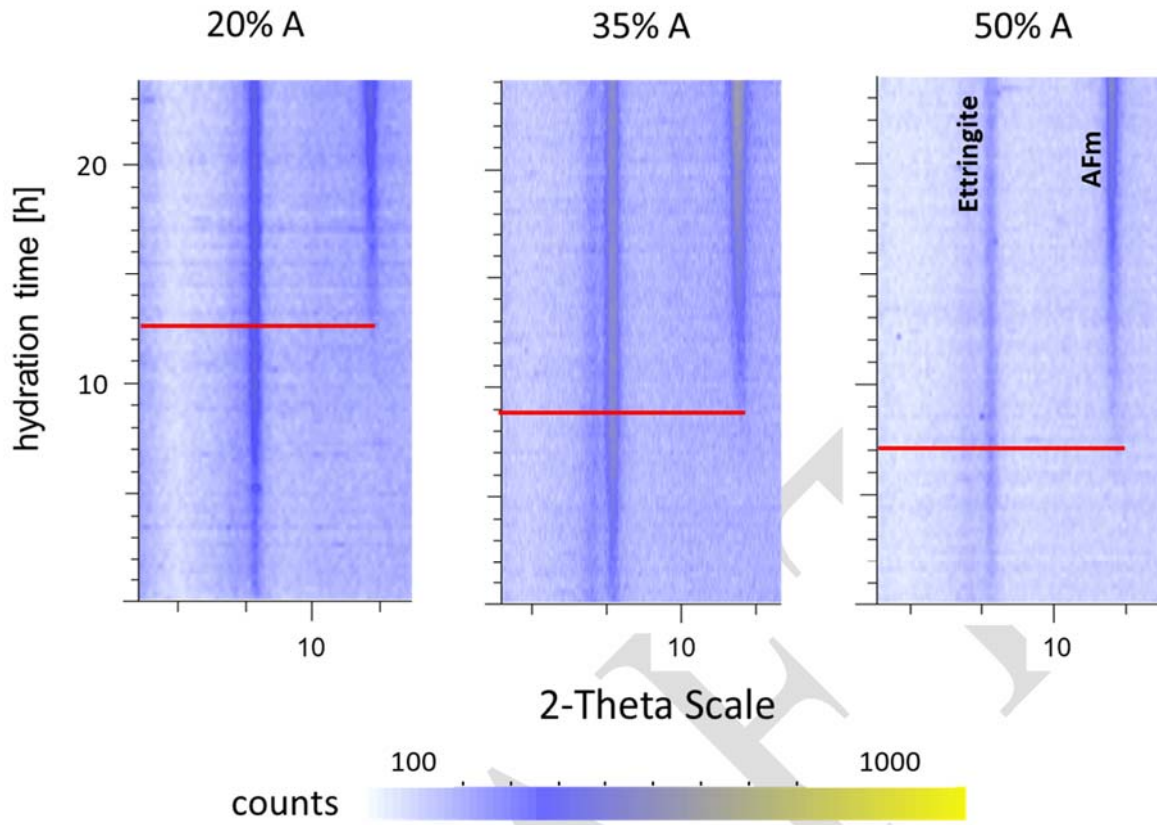 20% A 35% A 50% A
hydration time [h]
20
10
Ettringite
AFm
10 10 10
2-Theta Scale
100 1000
counts